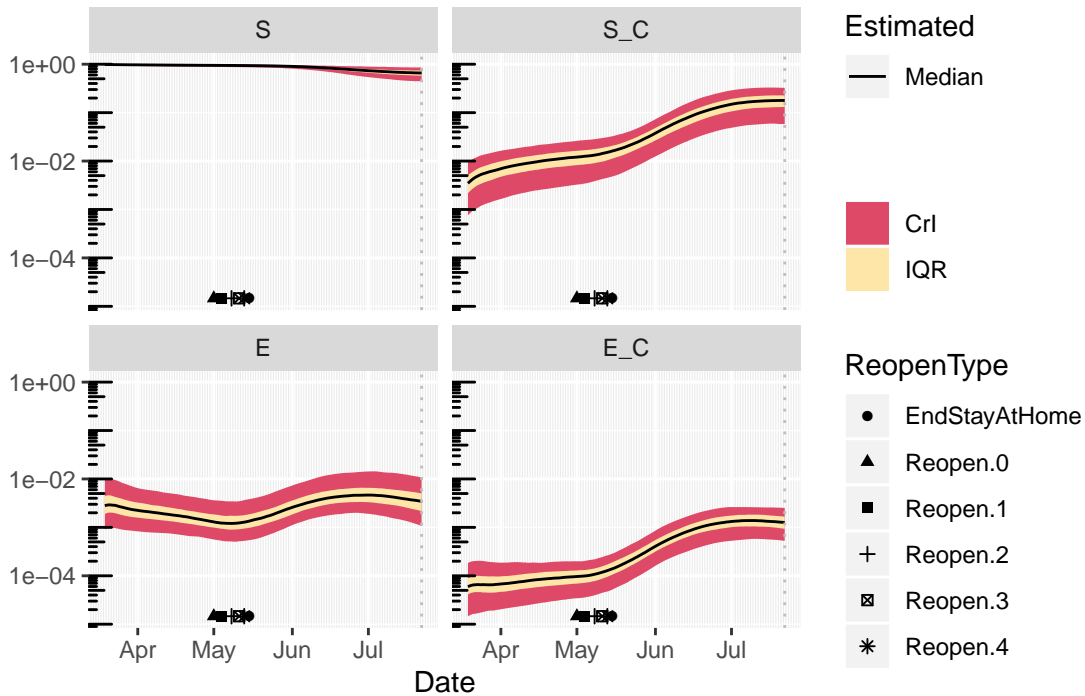 S
S_C
1e+00
1e−02
1e−04
E
E_C
1e+00
1e−02
1e−04
Apr
May
Jun
Jul
Apr
May
Jun
Jul
Date
Estimated
Median
CrI
IQR
ReopenType
EndStayAtHome
Reopen.0
Reopen.1
Reopen.2
Reopen.3
Reopen.4